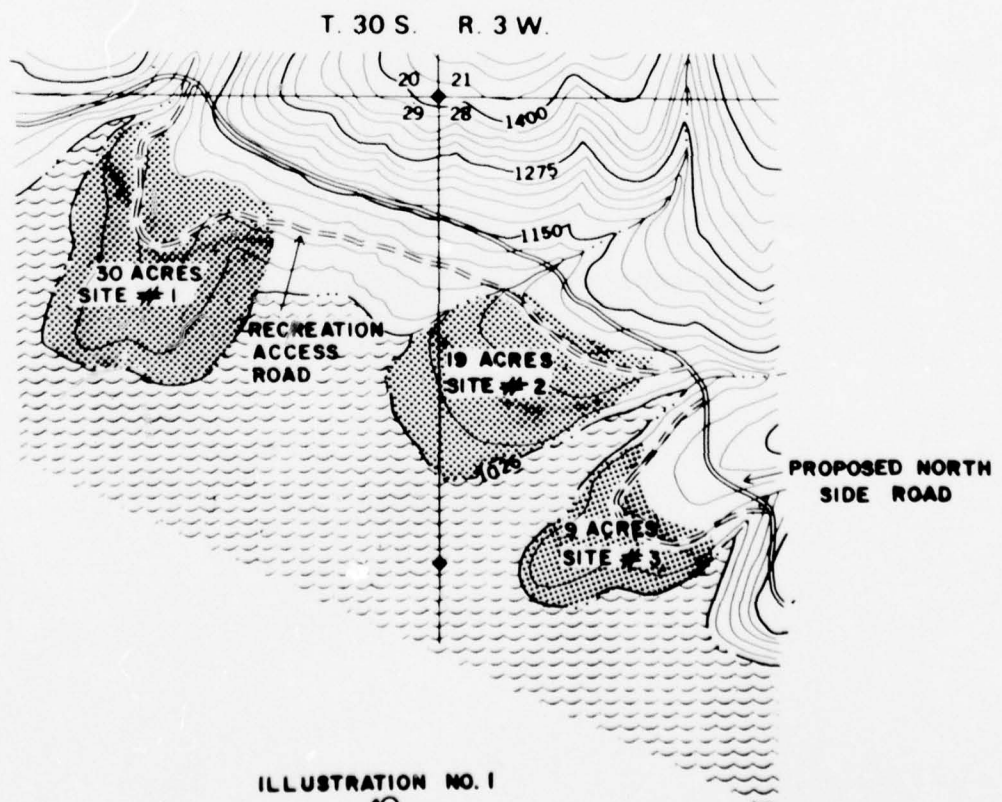 T. 30 S. R. 3 W.
20 21
29 28
1400
1275
1150
30 ACRES
SITE # 1
RECREATION
ACCESS
ROAD
19 ACRES
SITE # 2
1025
PROPOSED NORTH
SIDE ROAD
9 ACRES
SITE # 3
ILLUSTRATION NO. 1